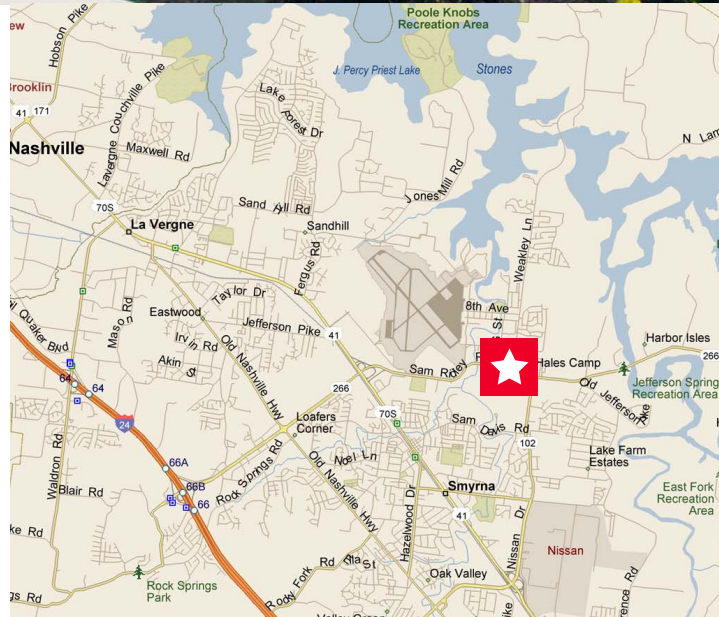 Poole Knobs
Recreation Area
Hobson Pike
J. Percy Priest Lake
Stones
41 171
Nashville
Lavergne Couchville Pike
Maxwell Rd
Lake Forest Dr
Jones Mill Rd
70S
La Vergne
Sand
Rd
Sandhill
Fergus Rd
Weakley Ln
8th Ave
St
Taylor Dr
Eastwood
Mason Rd
Jefferson Pike
41
Irvin Rd
Akin St
Old Nashville Hwy
Quaker Blvd
Harbor Isles
266
Sam
Hales Camp
Jefferson Spring
Recreation Area
Old Jefferson Pike
64
64
24
266
70S
Loafers
Corner
Sam Davis Rd
102
Waldron Rd
66A
66B
66
Rock Springs Rd
Noel Ln
Old Nashville Hwy
Lake Farm
Estates
Blair Rd
Hazelwood Dr
Smyrna
41
Nissan Dr
East Fork
Recreation
Area
Nissan
Rock Springs
Park
Rocky Fork Rd
St
Oak Valley